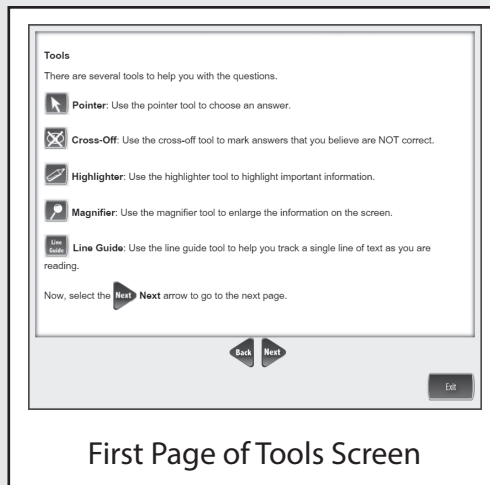 Tools
There are several tools to help you with the questions.
Pointer: Use the pointer tool to choose an answer.
Cross-Off: Use the cross-off tool to mark answers that you believe are NOT correct.
Highlighter: Use the highlighter tool to highlight important information.
Magnifier: Use the magnifier tool to enlarge the information on the screen.
Line Guide Line Guide: Use the line guide tool to help you track a single line of text as you are
reading.
Now, select the Next Next arrow to go to the next page.
Back Next
Exit
First Page of Tools Screen